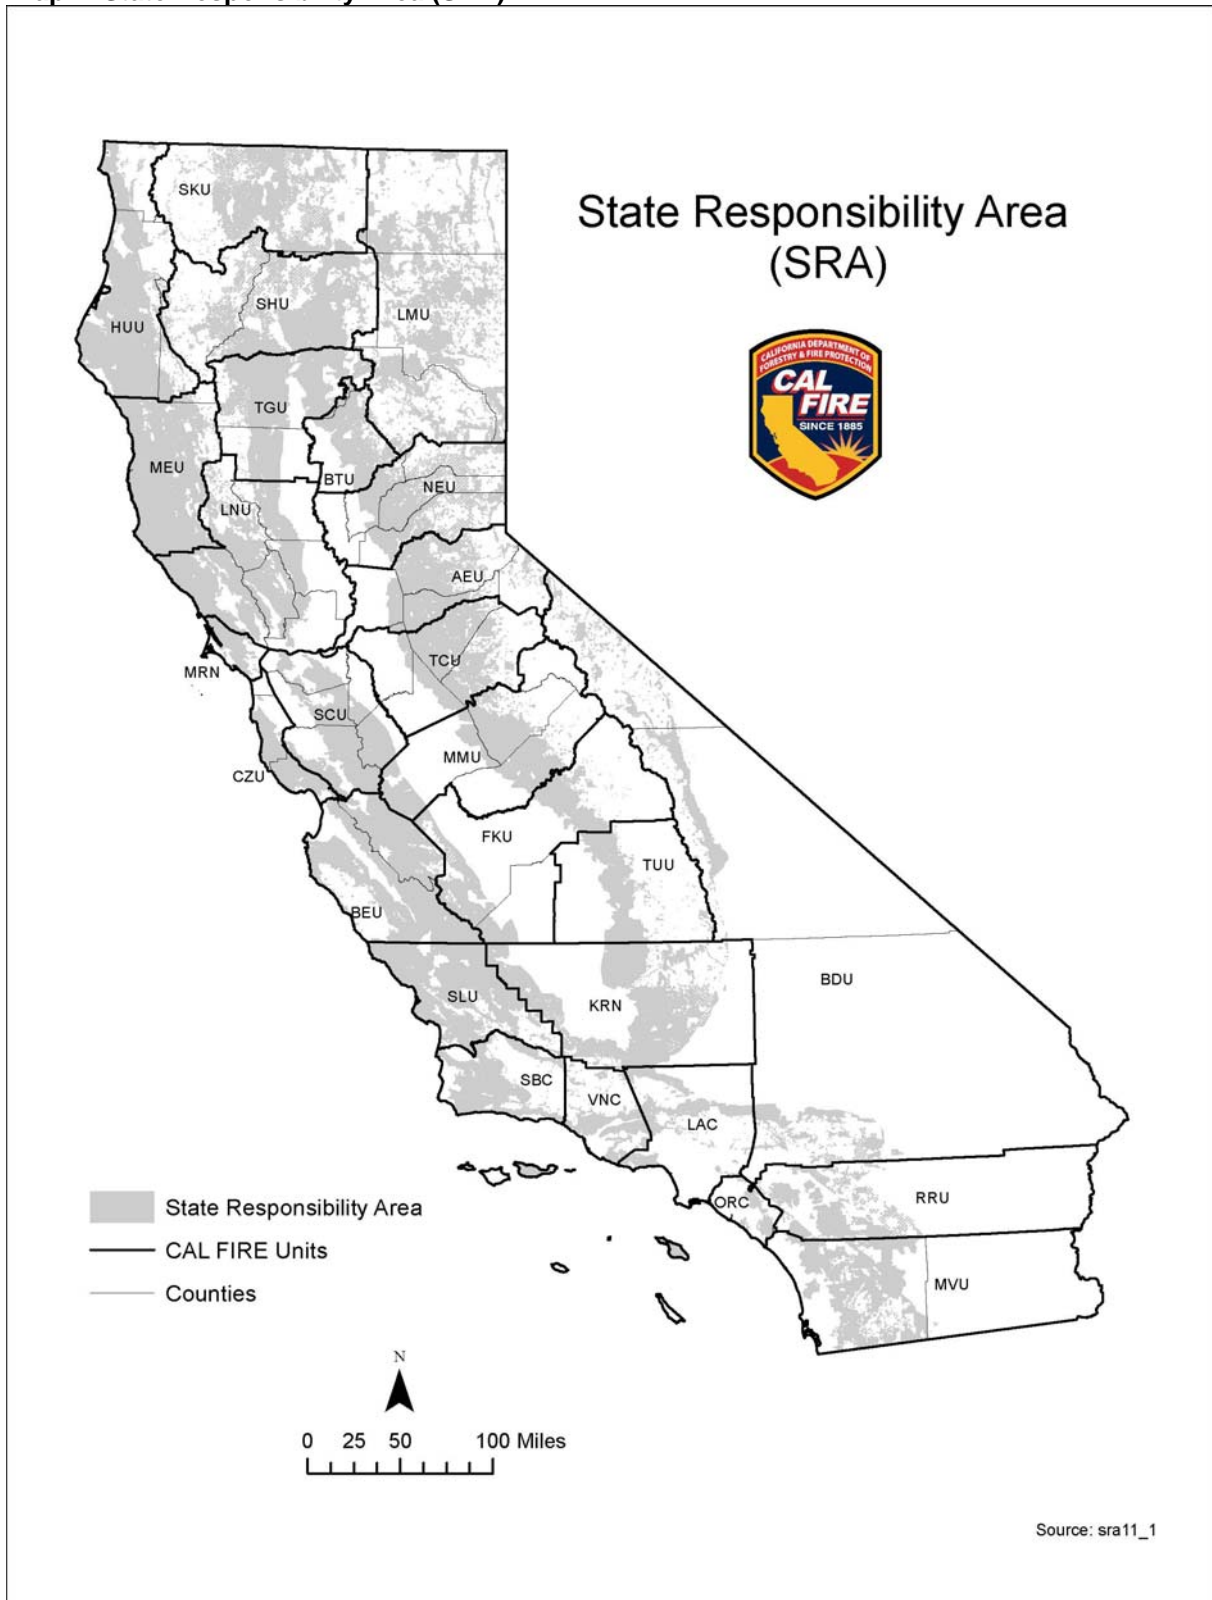 State Responsibility Area
(SRA)
CALIFORNIA DEPARTMENT OF
FORESTRY & FIRE PROTECTION
CAL
FIRE
SINCE 1885
SKU
SHU
LMU
HUU
TGU
MEU
BTU
NEU
LNU
AEU
TCU
MRN
SCU
MMU
CZU
FKU
TUU
BEU
BDU
SLU
KRN
SBC
VNC
LAC
RRU
ORC
MVU
State Responsibility Area
CAL FIRE Units
Counties
N
0 25 50 100 Miles
Source: sra11_1